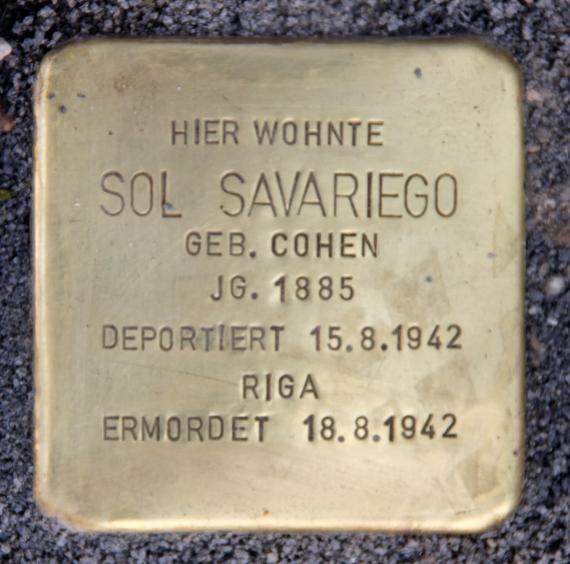 HIER WOHNTE
SOL SAVARIEGO
GEB. COHEN
JG. 1885
DEPORTIERT 15.8.1942
RIGA
ERMORDET 18.8.1942